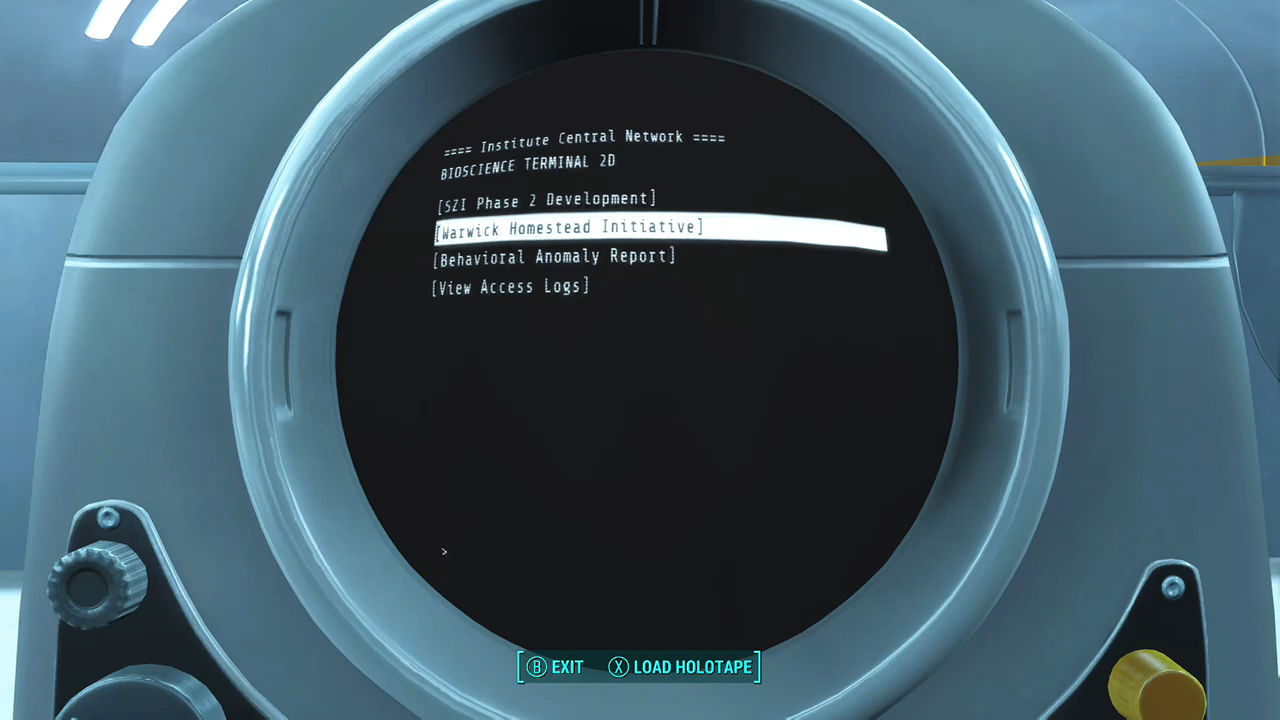 ==== Institute Central Network ====
BIOSCIENCE TERMINAL 2D
[SZI Phase 2 Development]
[Warwick Homestead Initiative]
[Behavioral Anomaly Report]
[View Access Logs]
>
[Ⓑ EXIT Ⓧ LOAD HOLOTAPE]